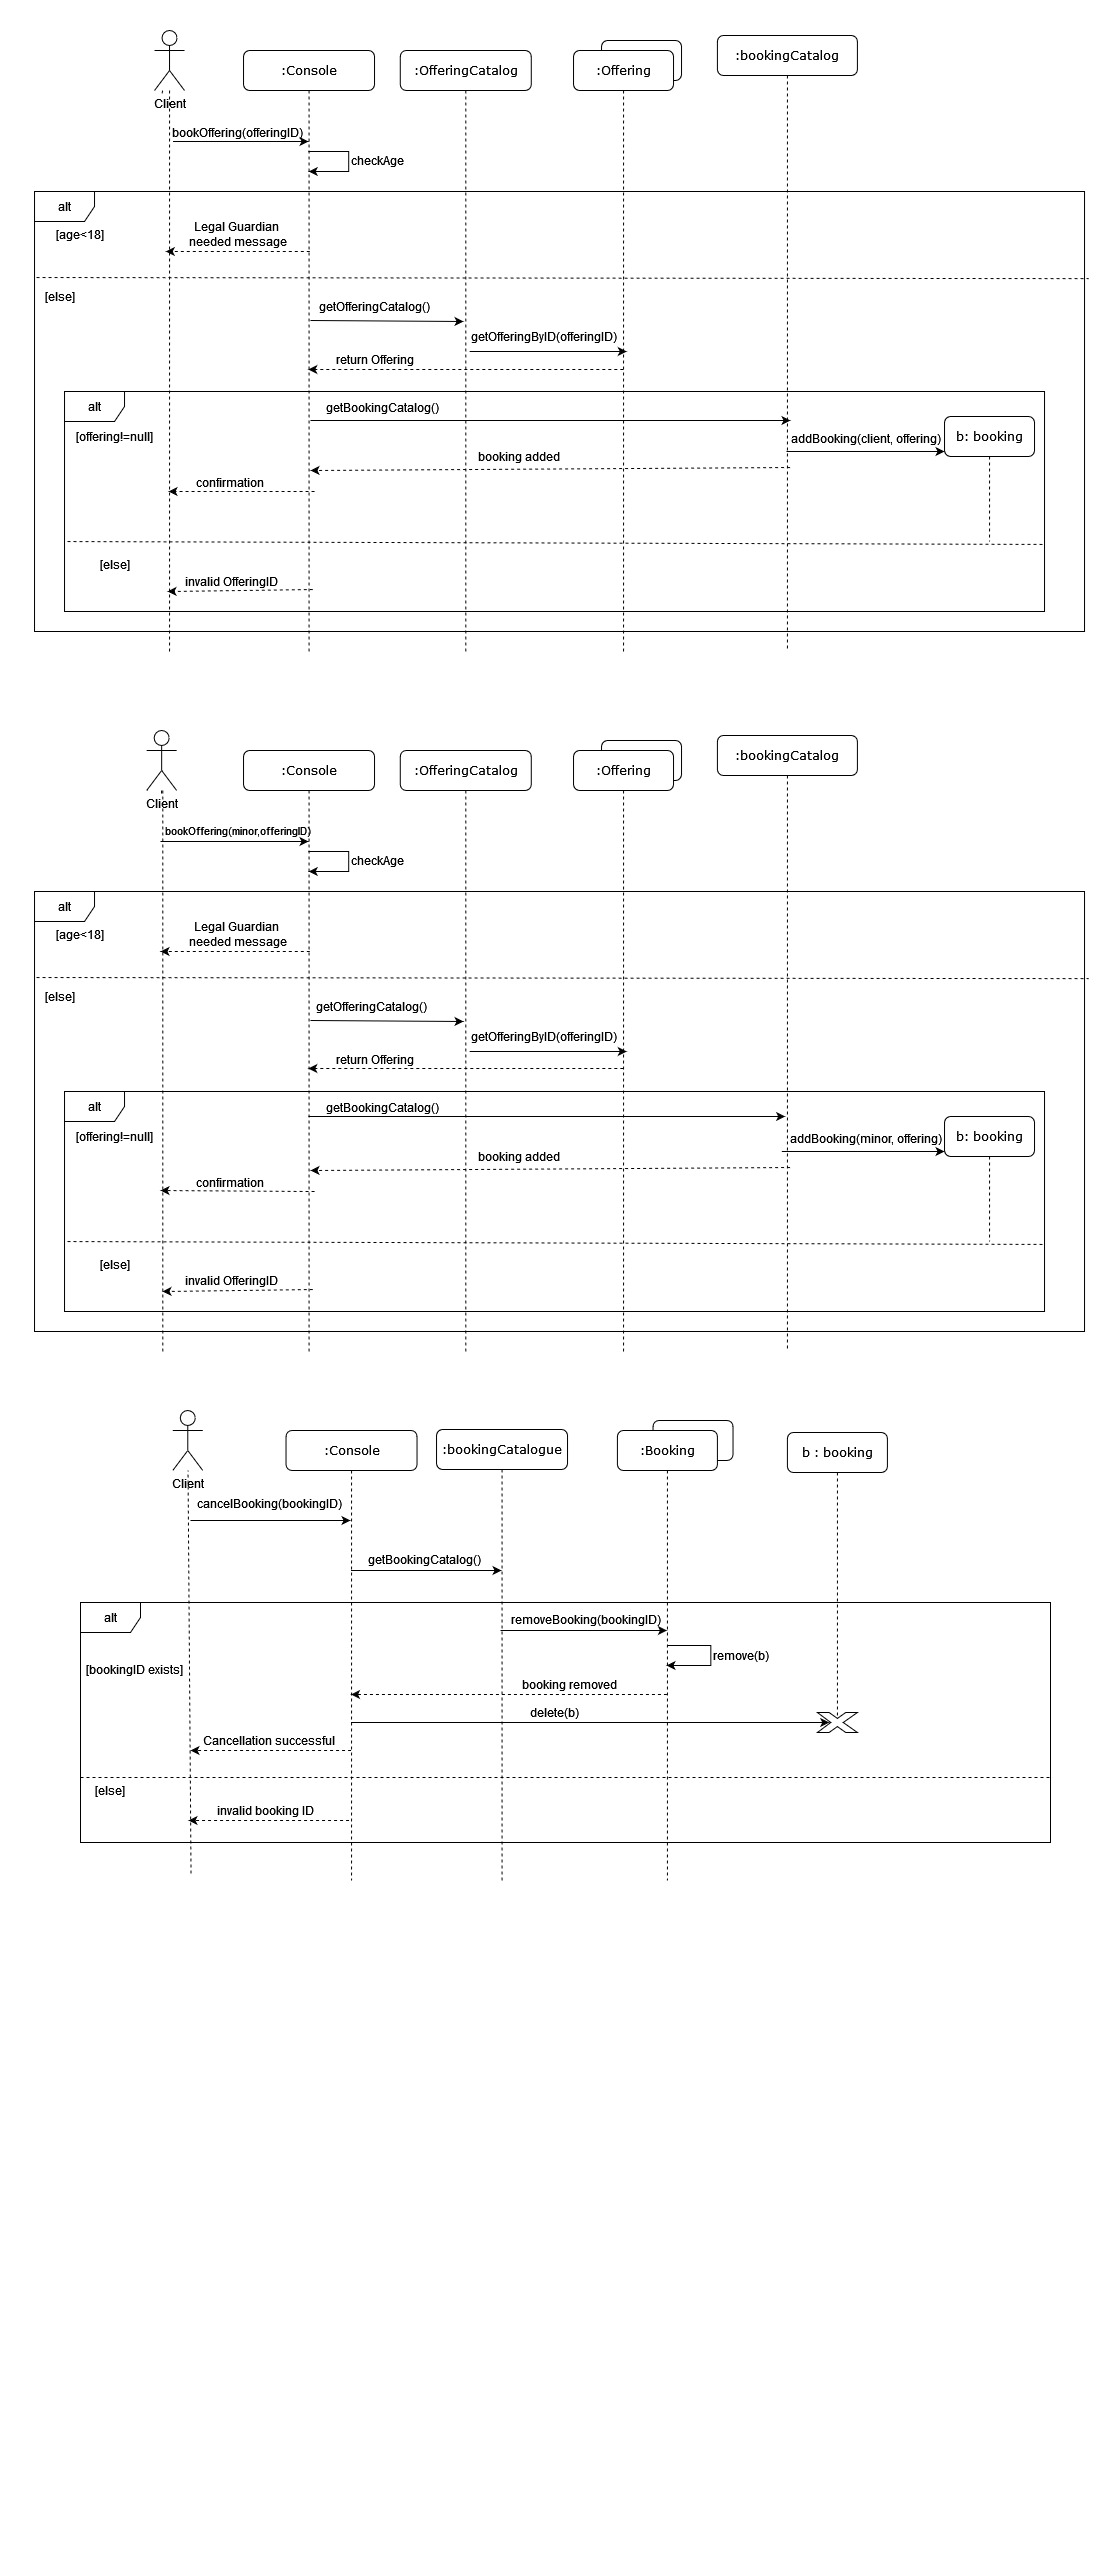 :bookingCatalog
:Console
:OfferingCatalog
:Offering
Client
bookOffering(offeringID)
checkAge
alt
[age<18]
Legal Guardian
needed message
[else]
getOfferingCatalog()
getOfferingByID(offeringID)
return Offering
alt
getBookingCatalog()
[offering!=null]
addBooking(client, offering)
b: booking
booking added
confirmation
[else]
invalid OfferingID
:bookingCatalog
:Console
:OfferingCatalog
:Offering
Client
bookOffering(minor,offeringID)
checkAge
alt
[age<18]
Legal Guardian
needed message
[else]
getOfferingCatalog()
getOfferingByID(offeringID)
return Offering
alt
getBookingCatalog()
[offering!=null]
addBooking(minor, offering)
b: booking
booking added
confirmation
[else]
invalid OfferingID
:Console
:bookingCatalogue
:Booking
b : booking
Client
cancelBooking(bookingID)
getBookingCatalog()
alt
removeBooking(bookingID)
remove(b)
[bookingID exists]
booking removed
delete(b)
Cancellation successful
[else]
invalid booking ID